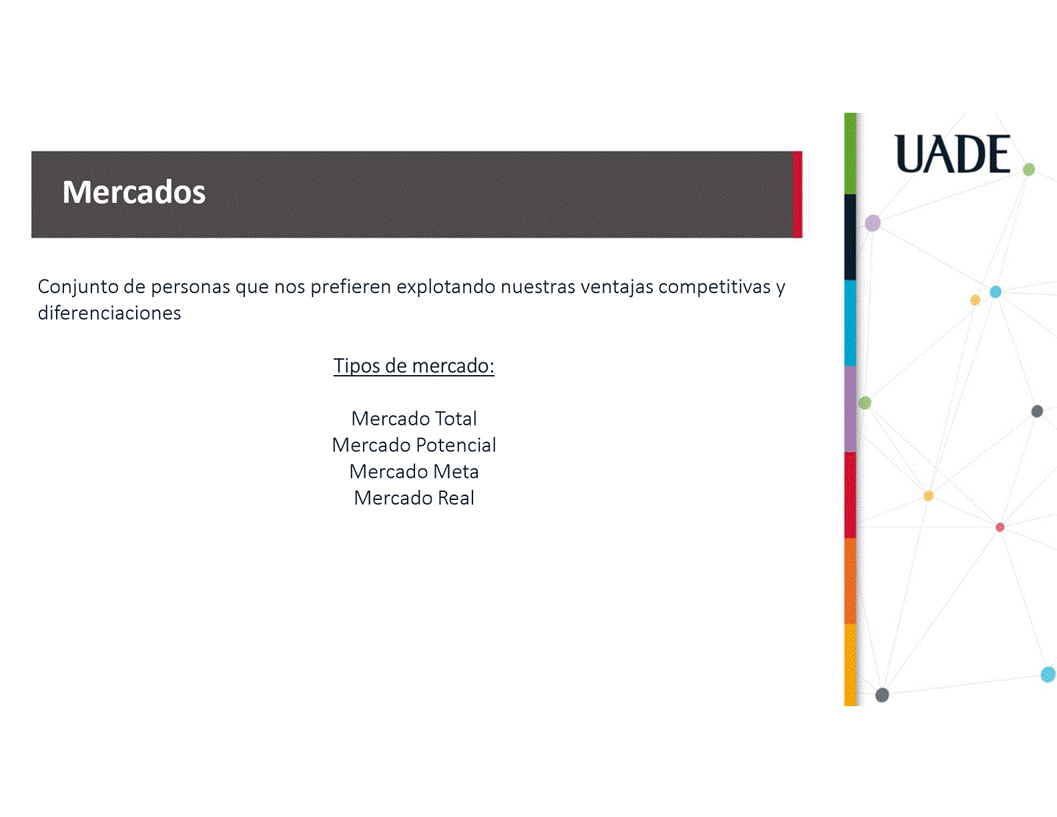 UADE
Mercados
Conjunto de personas que nos prefieren explotando nuestras ventajas competitivas y
diferenciaciones
Tipos de mercado:
Mercado Total
Mercado Potencial
Mercado Meta
Mercado Real